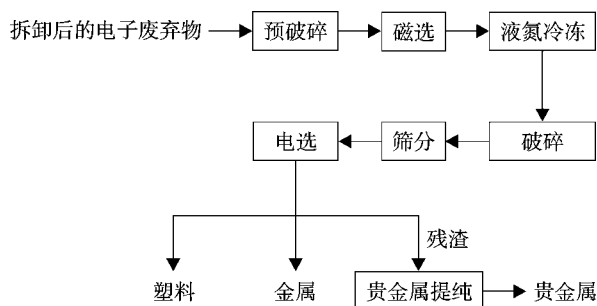 拆卸后的电子废弃物
预破碎
磁选
液氮冷冻
电选
筛分
破碎
残渣
塑料
金属
贵金属提纯
贵金属